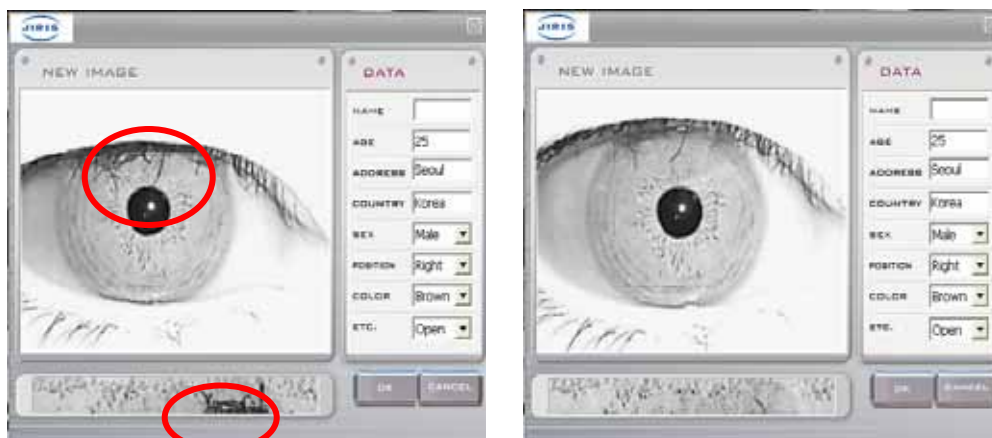 JIRIS
NEW IMAGE
DATA
NAME
AGE 25
ADDRESS Seoul
COUNTRY Korea
SEX Male
POSITION Right
COLOR Brown
ETC. Open
OK CANCEL
JIRIS
NEW IMAGE
DATA
NAME
AGE 25
ADDRESS Seoul
COUNTRY Korea
SEX Male
POSITION Right
COLOR Brown
ETC. Open
OK CANCEL